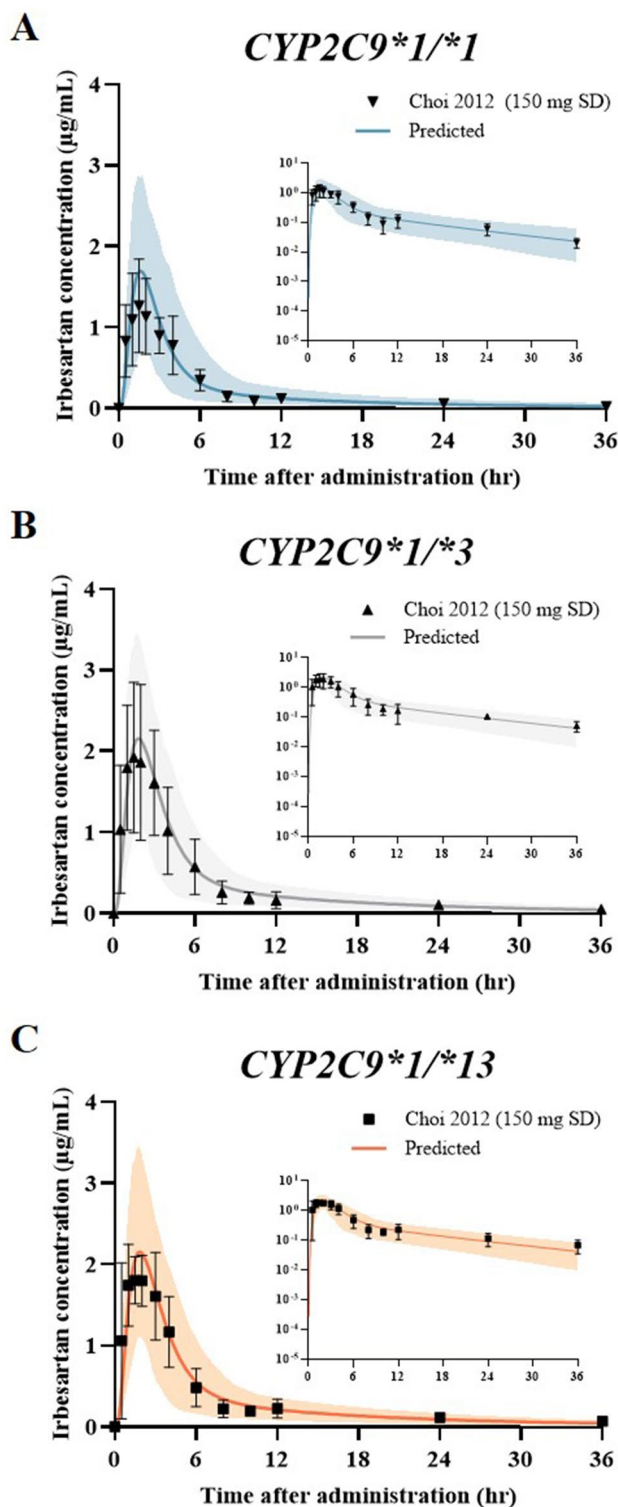 A
CYP2C9*1/*1
Irbesartan concentration (µg/mL)
4
3
2
1
0
Choi 2012 (150 mg SD)
Predicted
10¹
10⁰
10⁻¹
10⁻²
10⁻³
10⁻⁴
10⁻⁵
0 6 12 18 24 30 36
0 6 12 18 24 30 36
Time after administration (hr)
B
CYP2C9*1/*3
Irbesartan concentration (µg/mL)
4
3
2
1
0
Choi 2012 (150 mg SD)
Predicted
10¹
10⁰
10⁻¹
10⁻²
10⁻³
10⁻⁴
10⁻⁵
0 6 12 18 24 30 36
0 6 12 18 24 30 36
Time after administration (hr)
C
CYP2C9*1/*13
Irbesartan concentration (µg/mL)
4
3
2
1
0
Choi 2012 (150 mg SD)
Predicted
10¹
10⁰
10⁻¹
10⁻²
10⁻³
10⁻⁴
10⁻⁵
0 6 12 18 24 30 36
0 6 12 18 24 30 36
Time after administration (hr)